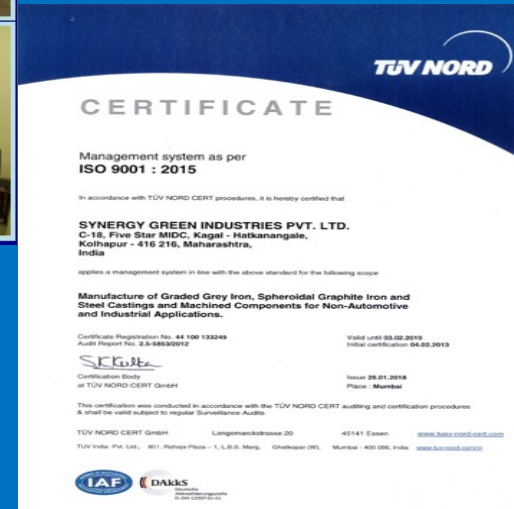 TÜV NORD
CERTIFICATE
Management system as per
ISO 9001 : 2015
In accordance with TÜV NORD CERT procedures, it is hereby certified that
SYNERGY GREEN INDUSTRIES PVT. LTD.
C-18, Five Star MIDC, Kagal - Hatkanangale,
Kolhapur - 416 216, Maharashtra,
India
applies a management system in line with the above standard for the following scope
Manufacture of Graded Grey Iron, Spheroidal Graphite Iron and
Steel Castings and Machined Components for Non-Automotive
and Industrial Applications.
Certificate Registration No. 44 100 133249
Audit Report No. 2.5-5853/2012
Valid until 03.02.2019
Initial certification 04.02.2013
Certification Body
at TÜV NORD CERT GmbH
Issue 26.01.2018
Place : Mumbai
This certification was conducted in accordance with the TÜV NORD CERT auditing and certification procedures
& shall be valid subject to regular Surveillance Audits
TÜV NORD CERT GmbH Langemarckstrasse 20 45141 Essen www.tuev-nord-cert.com
TÜV India Pvt. Ltd., 801, Raheja Plaza – 1, L.B.S. Marg, Ghatkopar (W), Mumbai - 400 086, India
IAF
DAkkS
Deutsche
Akkreditierungsstelle